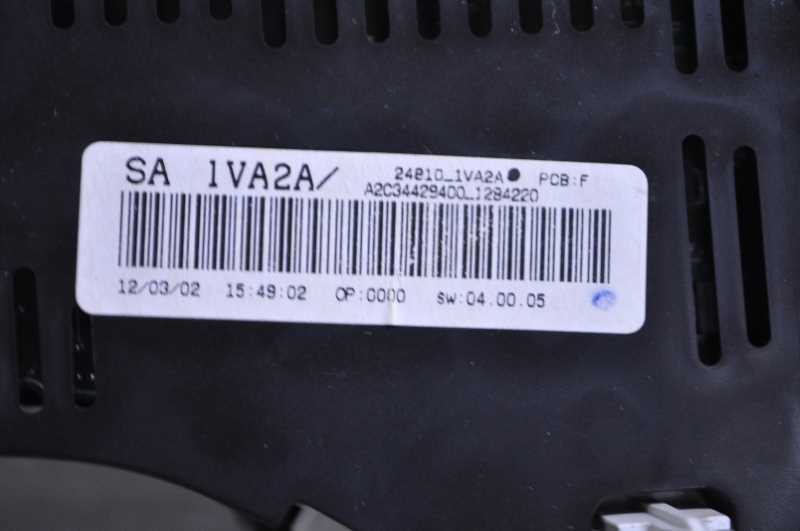 SA 1VA2A/
24810_1VA2A PCB:F
A2C34429400_1284220
12/03/02 15:49:02 OP:0000 SW:04.00.05